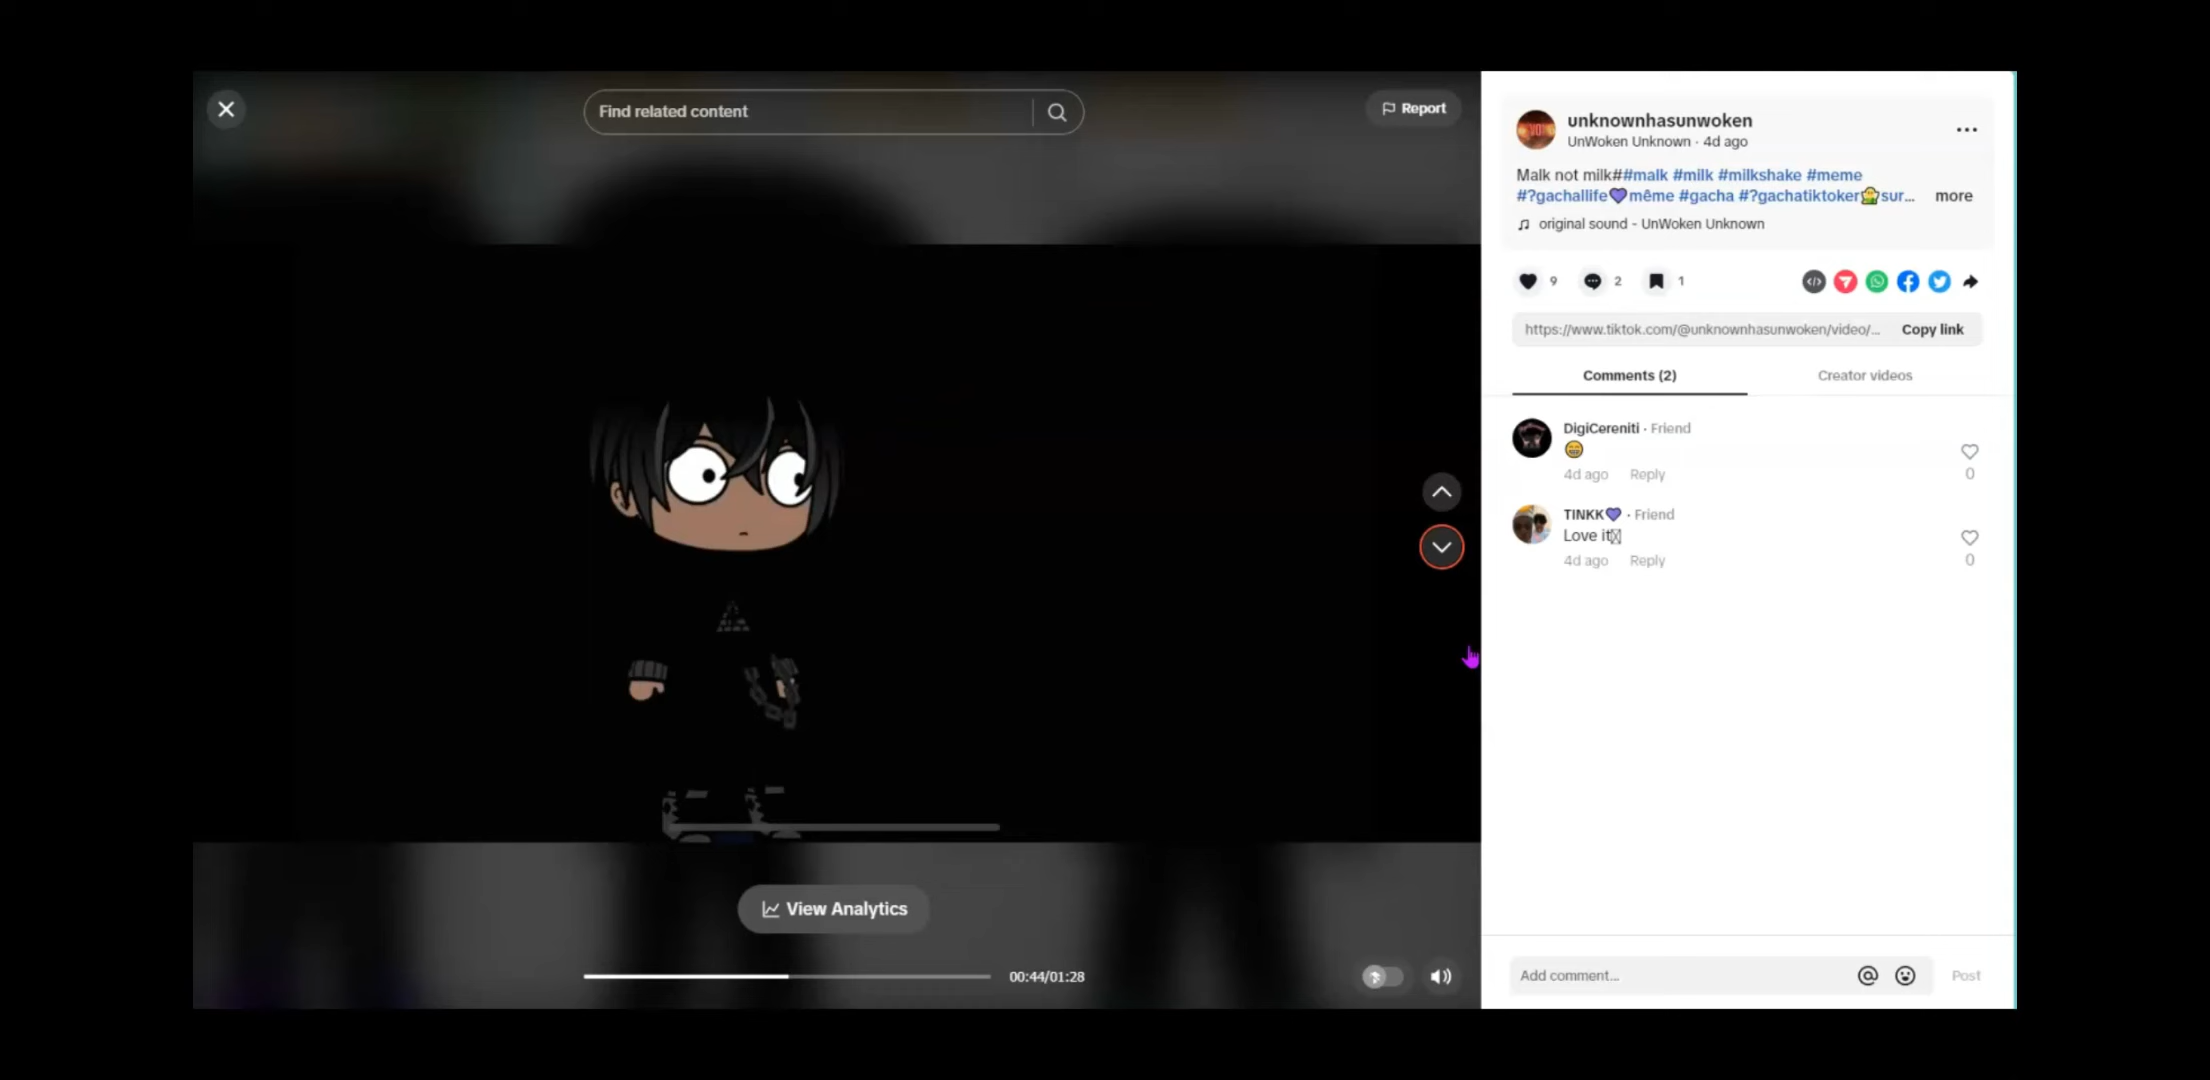 Find related content
Report
unknownhasunwoken
UnWoken Unknown · 4d ago
Malk not milk##malk #milk #milkshake #meme
#?gachallife💜même #gacha #?gachatiktoker🤷sur... more
original sound - UnWoken Unknown
9 2 1
https://www.tiktok.com/@unknownhasunwoken/video/... Copy link
Comments (2) Creator videos
DigiCereniti · Friend
😁
0
4d ago Reply
TINKK💜 · Friend
Love it
0
4d ago Reply
View Analytics
00:44/01:28
Add comment... @ Post